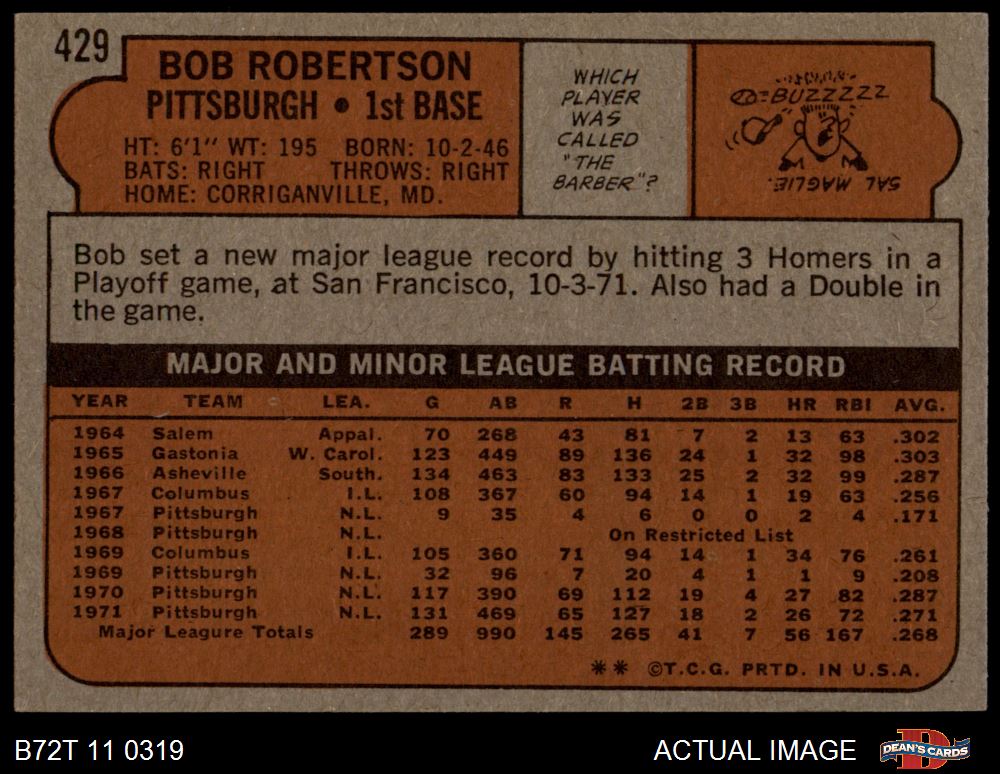 429
BOB ROBERTSON
PITTSBURGH • 1st BASE
HT: 6'1" WT: 195 BORN: 10-2-46
BATS: RIGHT THROWS: RIGHT
HOME: CORRIGANVILLE, MD.
WHICH
PLAYER
WAS
CALLED
"THE
BARBER"?
BUZZZZZ
SAL MAGLIE.
Bob set a new major league record by hitting 3 Homers in a
Playoff game, at San Francisco, 10-3-71. Also had a Double in
the game.
MAJOR AND MINOR LEAGUE BATTING RECORD
YEAR TEAM LEA. G AB R H 2B 3B HR RBI AVG.
1964 Salem Appal. 70 268 43 81 7 2 13 63 .302
1965 Gastonia W. Carol. 123 449 89 136 24 1 32 98 .303
1966 Asheville South. 134 463 83 133 25 2 32 99 .287
1967 Columbus I.L. 108 367 60 94 14 1 19 63 .256
1967 Pittsburgh N.L. 9 35 4 6 0 0 2 4 .171
1968 Pittsburgh N.L. On Restricted List
1969 Columbus I.L. 105 360 71 94 14 1 34 76 .261
1969 Pittsburgh N.L. 32 96 7 20 4 1 1 9 .208
1970 Pittsburgh N.L. 117 390 69 112 19 4 27 82 .287
1971 Pittsburgh N.L. 131 469 65 127 18 2 26 72 .271
Major Leagure Totals 289 990 145 265 41 7 56 167 .268
** ©T.C.G. PRTD. IN U.S.A.
B72T 11 0319
ACTUAL IMAGE
DEAN'S CARDS